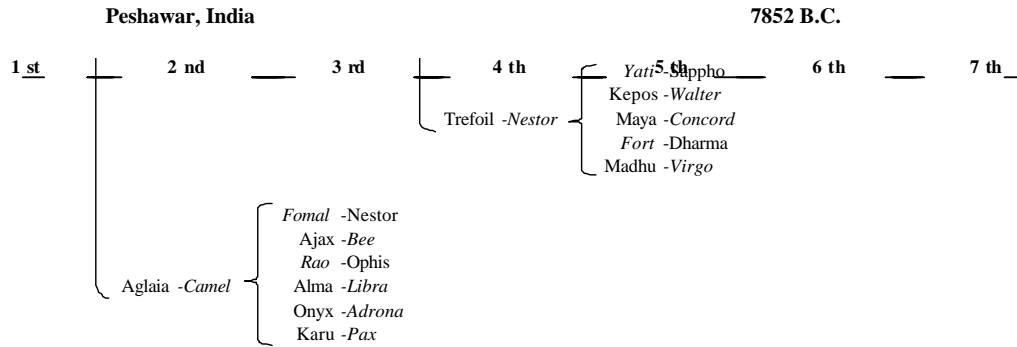 Peshawar, India 7852 B.C.
1 st 2 nd 3 rd 4 th 5 th 6 th 7 th
Yati -Sappho
Kepos -Walter
Trefoil -Nestor
Maya -Concord
Fort -Dharma
Madhu -Virgo
Fomal -Nestor
Ajax -Bee
Rao -Ophis
Aglaia -Camel
Alma -Libra
Onyx -Adrona
Karu -Pax